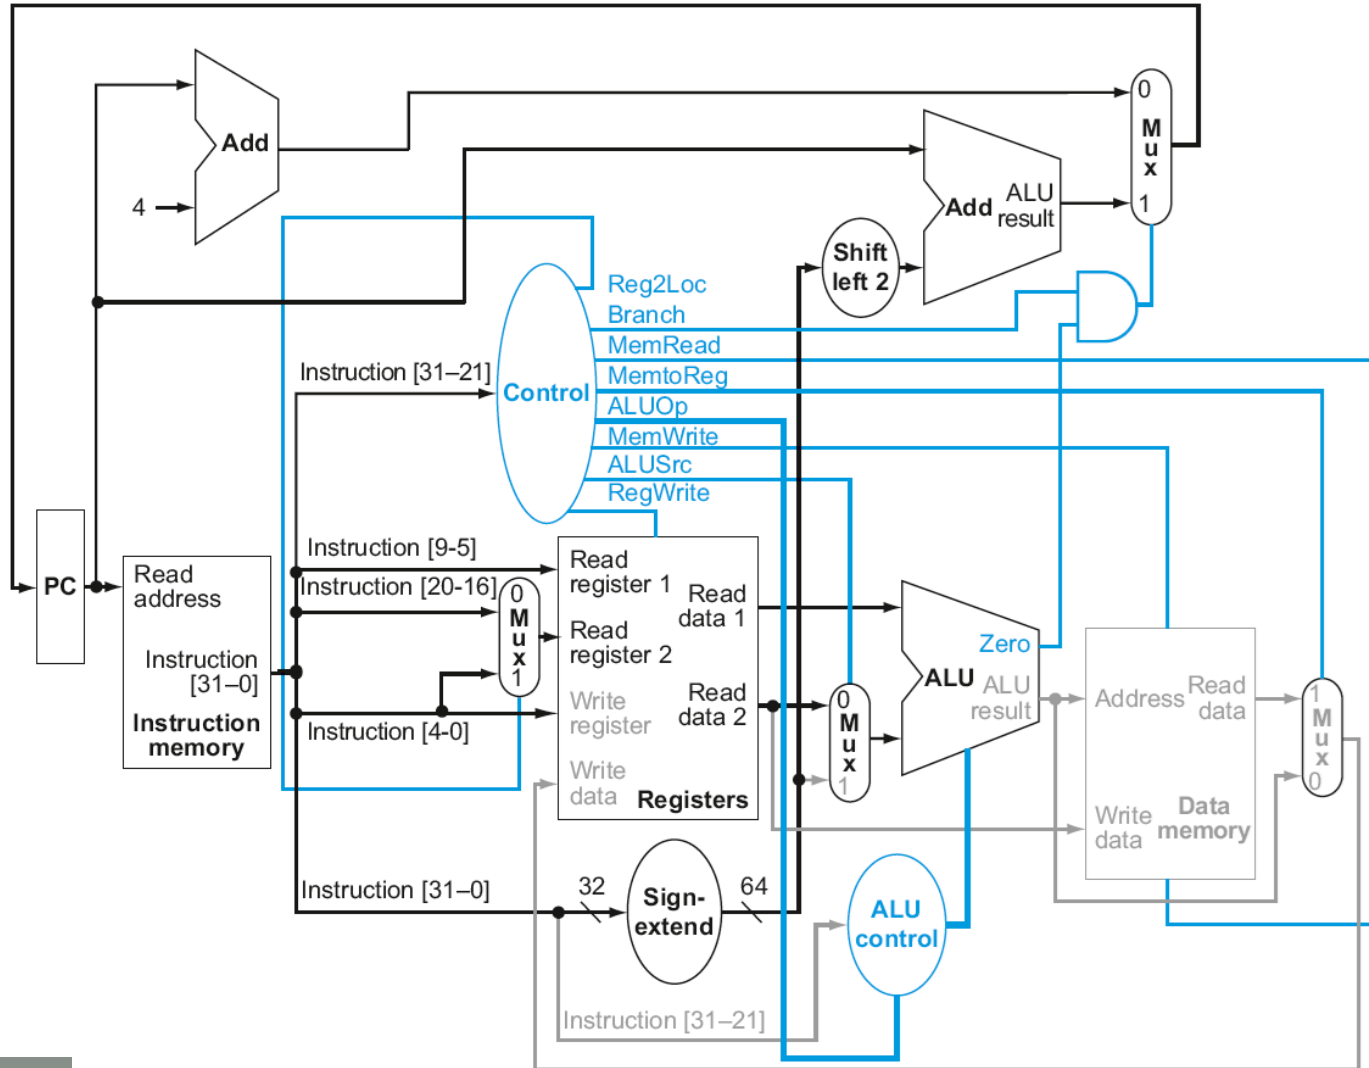 0
M
u
x
1
Add
ALU
Add
result
4
Shift
left 2
Reg2Loc
Branch
MemRead
Instruction [31–21]
MemtoReg
Control
ALUOp
MemWrite
ALUSrc
RegWrite
PC
Read
address
Instruction
[31–0]
Instruction
memory
Instruction [9-5]
Instruction [20-16]
Instruction [4-0]
0
M
u
x
1
Read
register 1
Read
register 2
Write
register
Write
data
Read
data 1
Read
data 2
Registers
0
M
u
x
1
Zero
ALU
ALU
result
Address
Read
data
Write
data
Data
memory
1
M
u
x
0
Instruction [31–0]
32
Sign-
extend
64
ALU
control
Instruction [31–21]